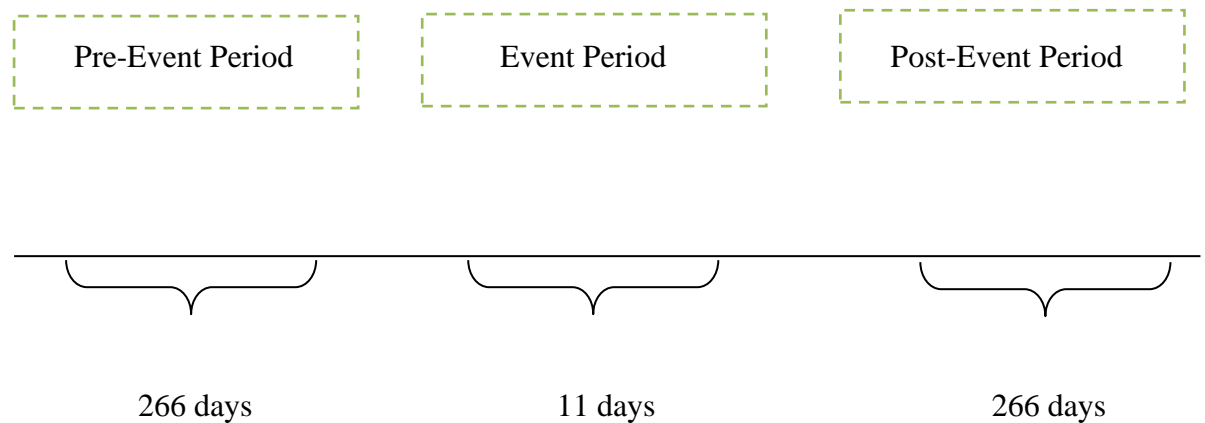 Pre-Event Period
Event Period
Post-Event Period
266 days
11 days
266 days